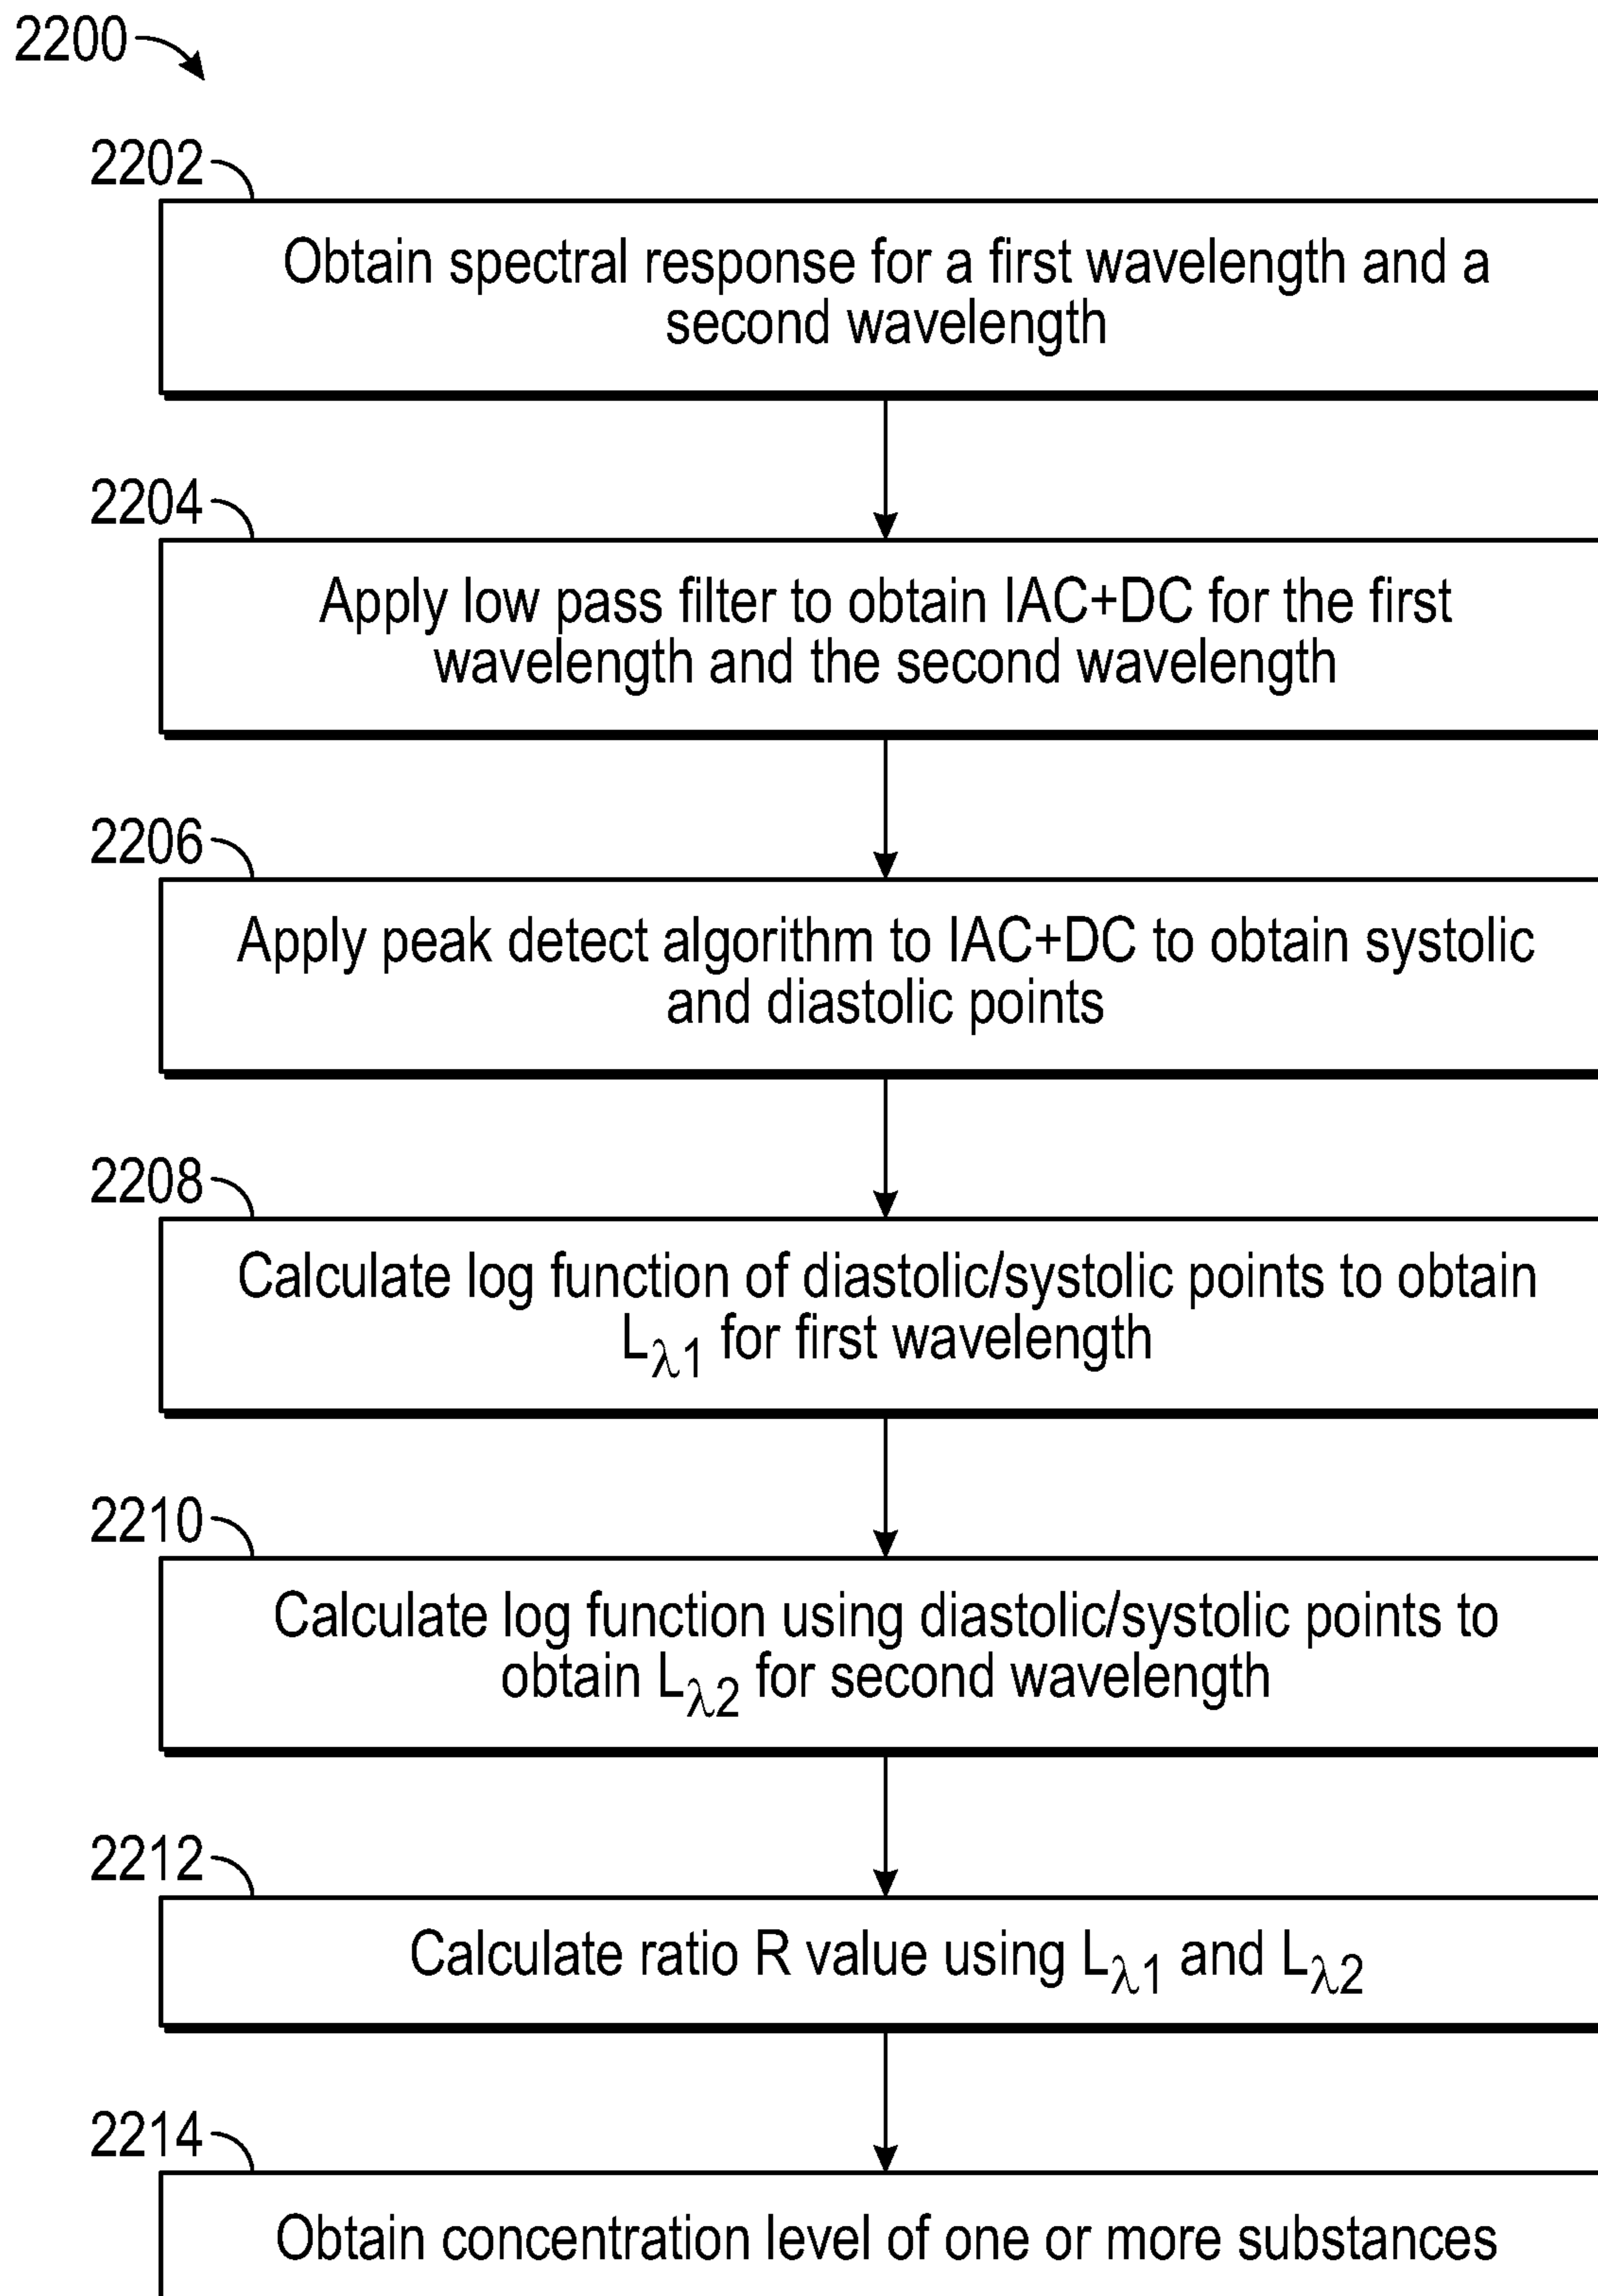 2200
2202
Obtain spectral response for a first wavelength and a
second wavelength
2204
Apply low pass filter to obtain IAC+DC for the first
wavelength and the second wavelength
2206
Apply peak detect algorithm to IAC+DC to obtain systolic
and diastolic points
2208
Calculate log function of diastolic/systolic points to obtain
Lλ1 for first wavelength
2210
Calculate log function using diastolic/systolic points to
obtain Lλ2 for second wavelength
2212
Calculate ratio R value using Lλ1 and Lλ2
2214
Obtain concentration level of one or more substances